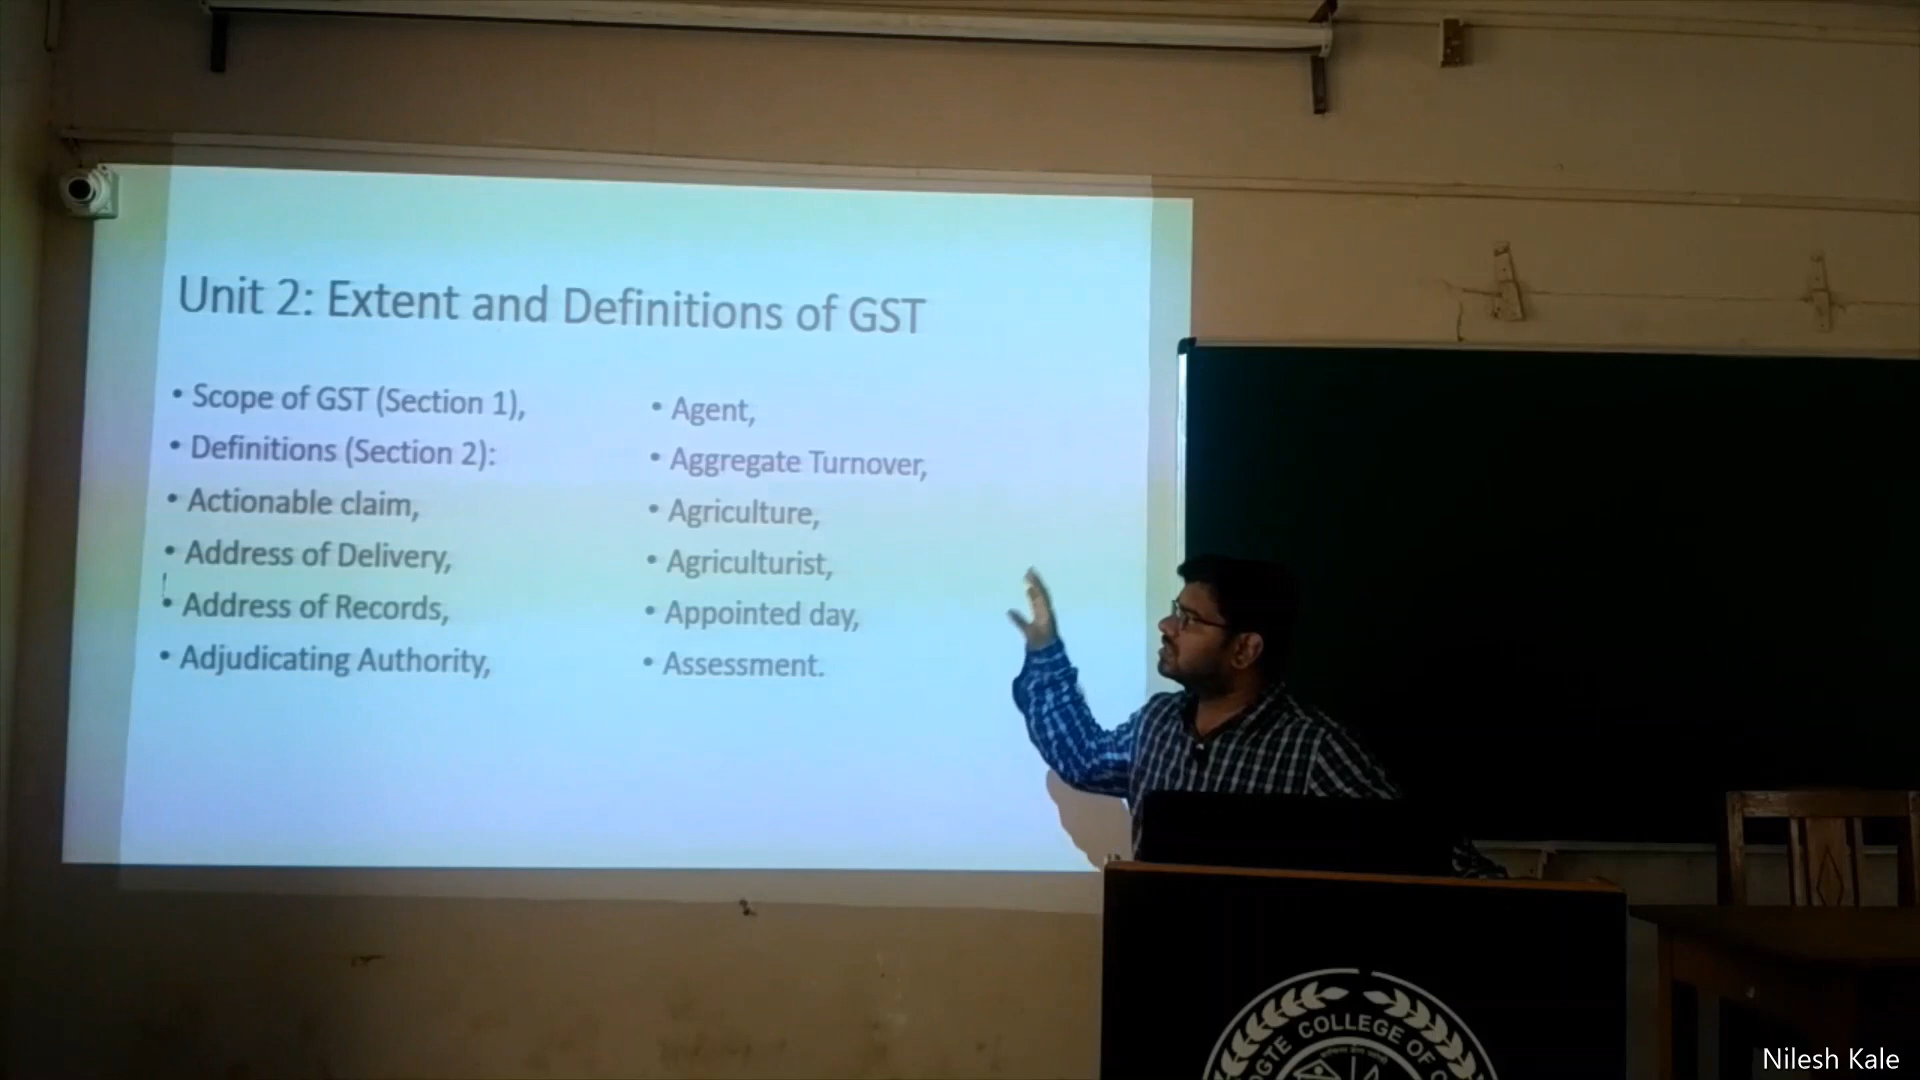 Unit 2: Extent and Definitions of GST
• Scope of GST (Section 1),
• Definitions (Section 2):
• Actionable claim,
• Address of Delivery,
• Address of Records,
• Adjudicating Authority,
• Agent,
• Aggregate Turnover,
• Agriculture,
• Agriculturist,
• Appointed day,
• Assessment.
COLLEGE OF
Nilesh Kale